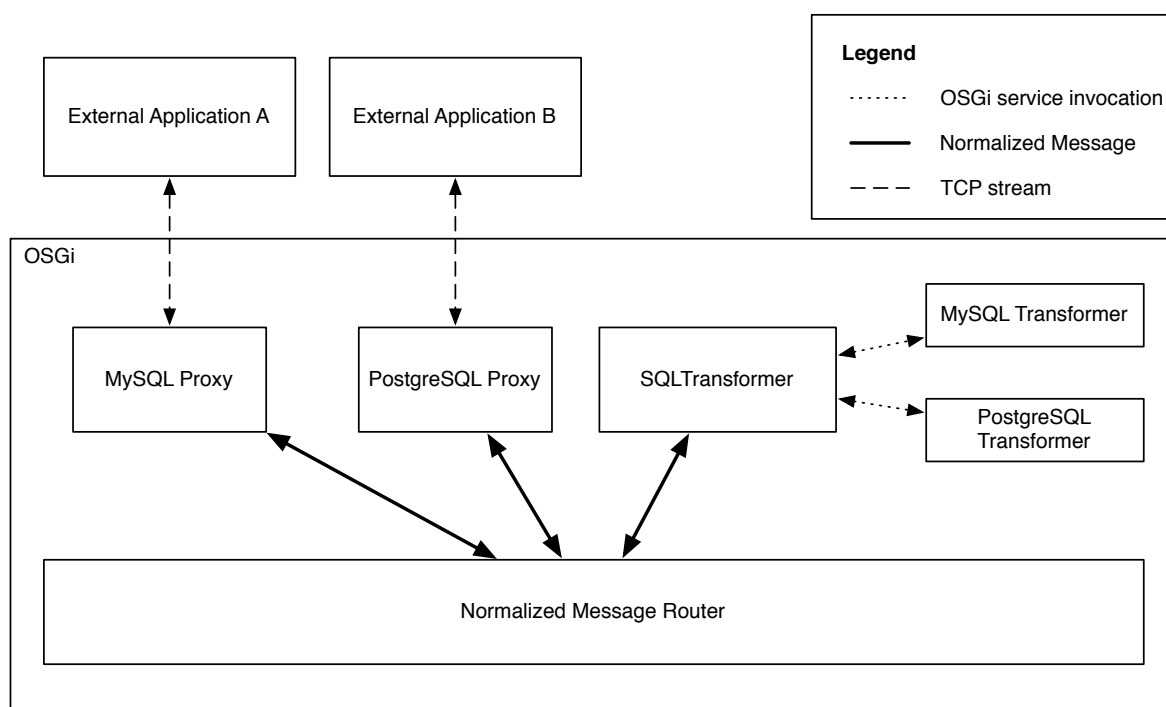 External Application A
External Application B
Legend
OSGi service invocation
Normalized Message
TCP stream
OSGi
MySQL Proxy
PostgreSQL Proxy
SQLTransformer
MySQL Transformer
PostgreSQL
Transformer
Normalized Message Router